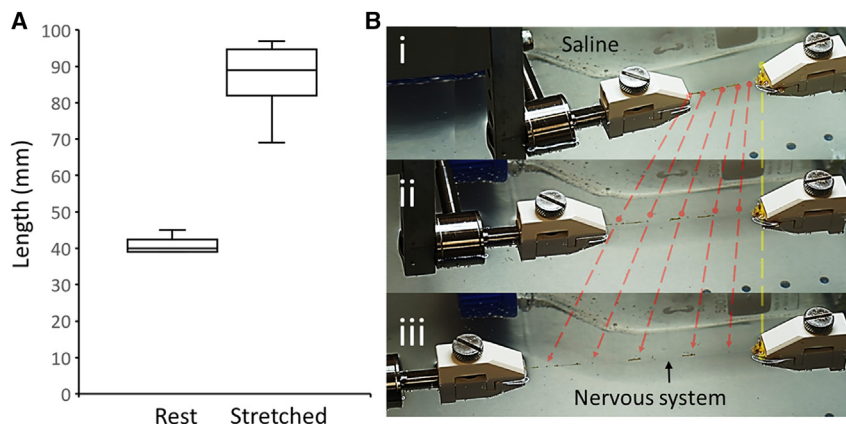 A
Length (mm)
100
90
80
70
60
50
40
30
20
10
0
Rest Stretched
B
i
Saline
ii
iii
Nervous system